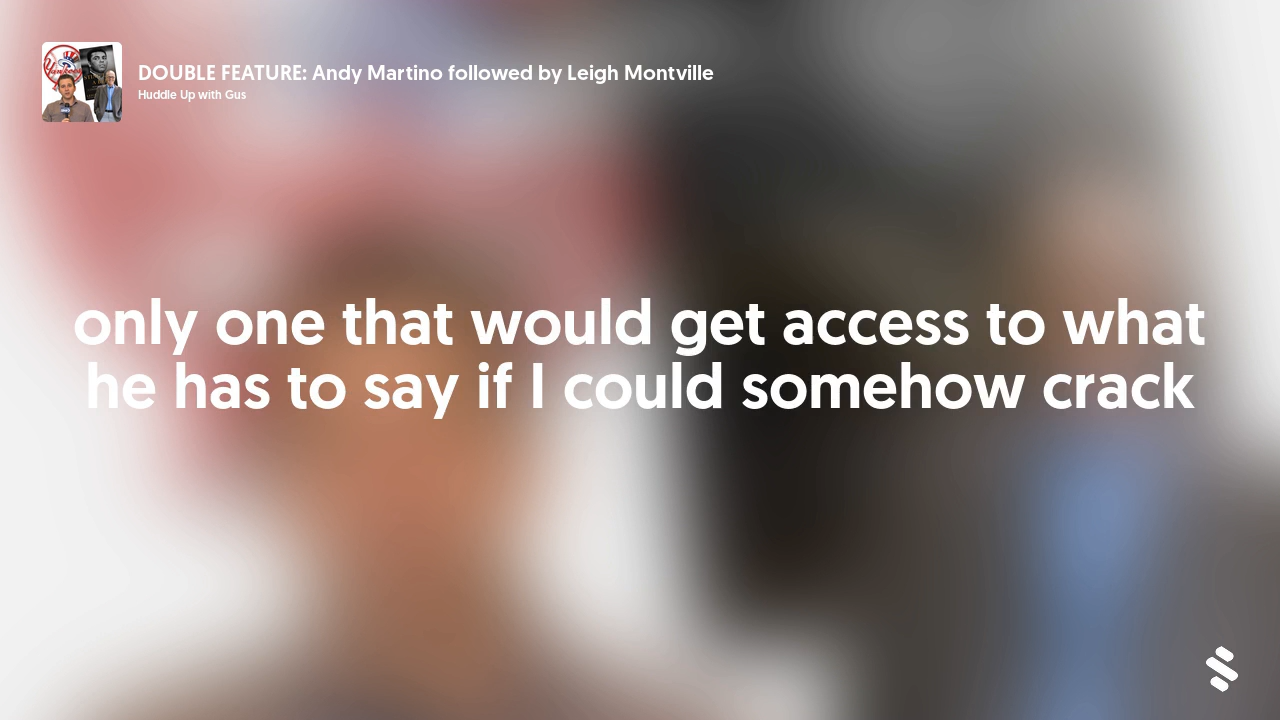 DOUBLE FEATURE: Andy Martino followed by Leigh Montville
Huddle Up with Gus
only one that would get access to what
he has to say if I could somehow crack